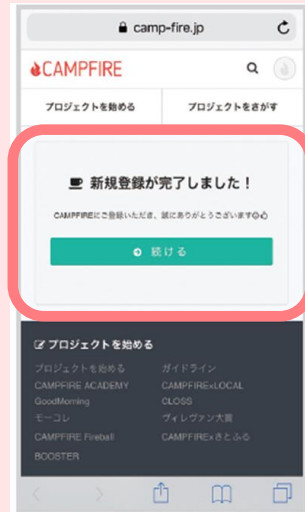 camp-fire.jp
CAMPFIRE
プロジェクトを始める
プロジェクトをさがす
新規登録が完了しました！
CAMPFIREにご登録いただき、誠にありがとうございます
続ける
プロジェクトを始める
プロジェクトを始める
ガイドライン
CAMPFIRE ACADEMY
CAMPFIRE×LOCAL
GoodMorning
CLOSS
モーコレ
ヴィレヴァン大賞
CAMPFIRE Fireball
CAMPFIRE×さとふる
BOOSTER